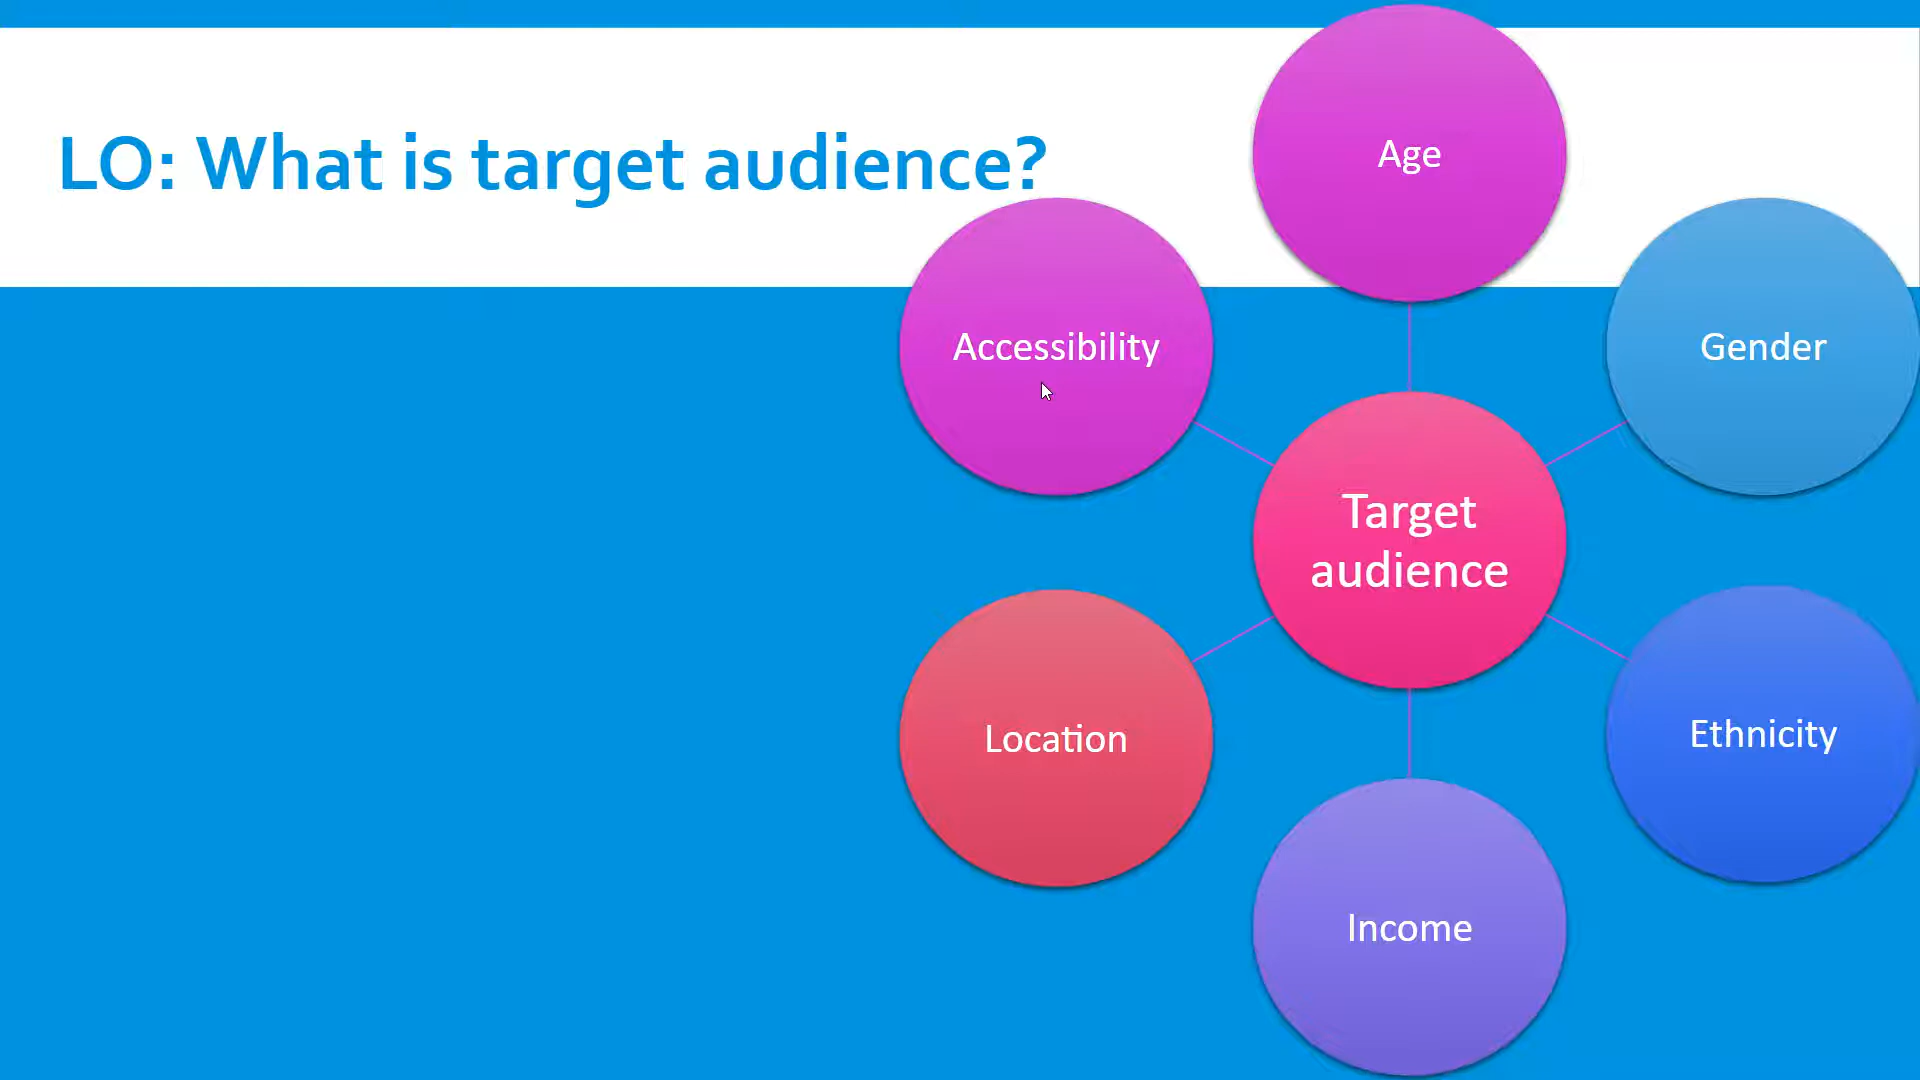 LO: What is target audience?
Age
Accessibility
Gender
Target
audience
Location
Ethnicity
Income